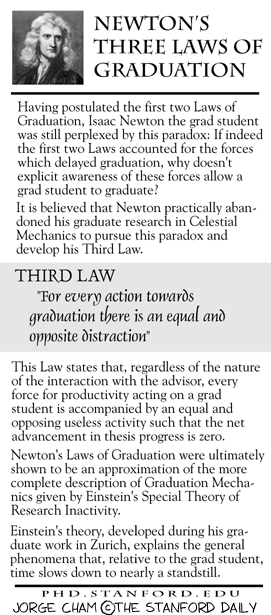 NEWTON'S
THREE LAWS OF
GRADUATION
Having postulated the first two Laws of
Graduation, Isaac Newton the grad student
was still perplexed by this paradox: If indeed
the first two Laws accounted for the forces
which delayed graduation, why doesn't
explicit awareness of these forces allow a
grad student to graduate?
It is believed that Newton practically aban-
doned his graduate research in Celestial
Mechanics to pursue this paradox and
develop his Third Law.
THIRD LAW
"For every action towards
graduation there is an equal and
opposite distraction"
This Law states that, regardless of the nature
of the interaction with the advisor, every
force for productivity acting on a grad
student is accompanied by an equal and
opposing useless activity such that the net
advancement in thesis progress is zero.
Newton's Laws of Graduation were ultimately
shown to be an approximation of the more
complete description of Graduation Mecha-
nics given by Einstein's Special Theory of
Research Inactivity.
Einstein's theory, developed during his gra-
duate work in Zurich, explains the general
phenomena that, relative to the grad student,
time slows down to nearly a standstill.
PHD.STANFORD.EDU
JORGE CHAM ©THE STANFORD DAILY